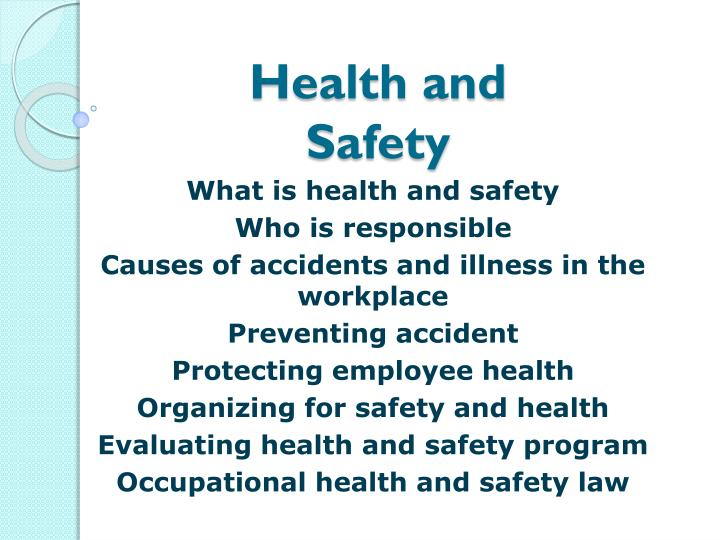 Health and
Safety
What is health and safety
Who is responsible
Causes of accidents and illness in the
workplace
Preventing accident
Protecting employee health
Organizing for safety and health
Evaluating health and safety program
Occupational health and safety law